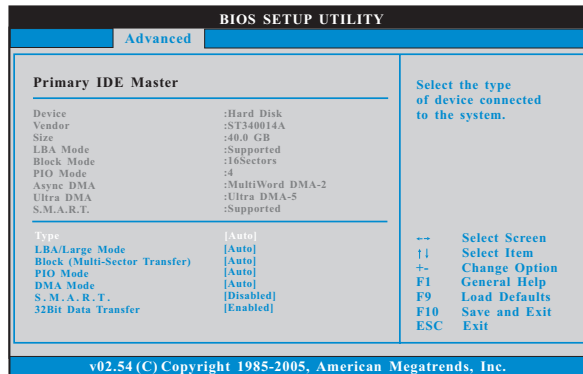 BIOS SETUP UTILITY
Advanced
Primary IDE Master
Device :Hard Disk
Vendor :ST340014A
Size :40.0 GB
LBA Mode :Supported
Block Mode :16Sectors
PIO Mode :4
Async DMA :MultiWord DMA-2
Ultra DMA :Ultra DMA-5
S.M.A.R.T. :Supported
Type [Auto]
LBA/Large Mode [Auto]
Block (Multi-Sector Transfer) [Auto]
PIO Mode [Auto]
DMA Mode [Auto]
S.M.A.R.T. [Disabled]
32Bit Data Transfer [Enabled]
Select the type
of device connected
to the system.
←→ Select Screen
↑↓ Select Item
+- Change Option
F1 General Help
F9 Load Defaults
F10 Save and Exit
ESC Exit
v02.54 (C) Copyright 1985-2005, American Megatrends, Inc.